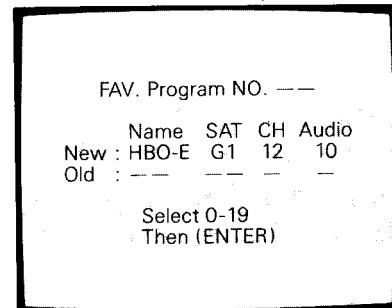 FAV. Program NO. — —
Name SAT CH Audio
New : HBO-E G1 12 10
Old : — — — — — —
Select 0-19
Then (ENTER)